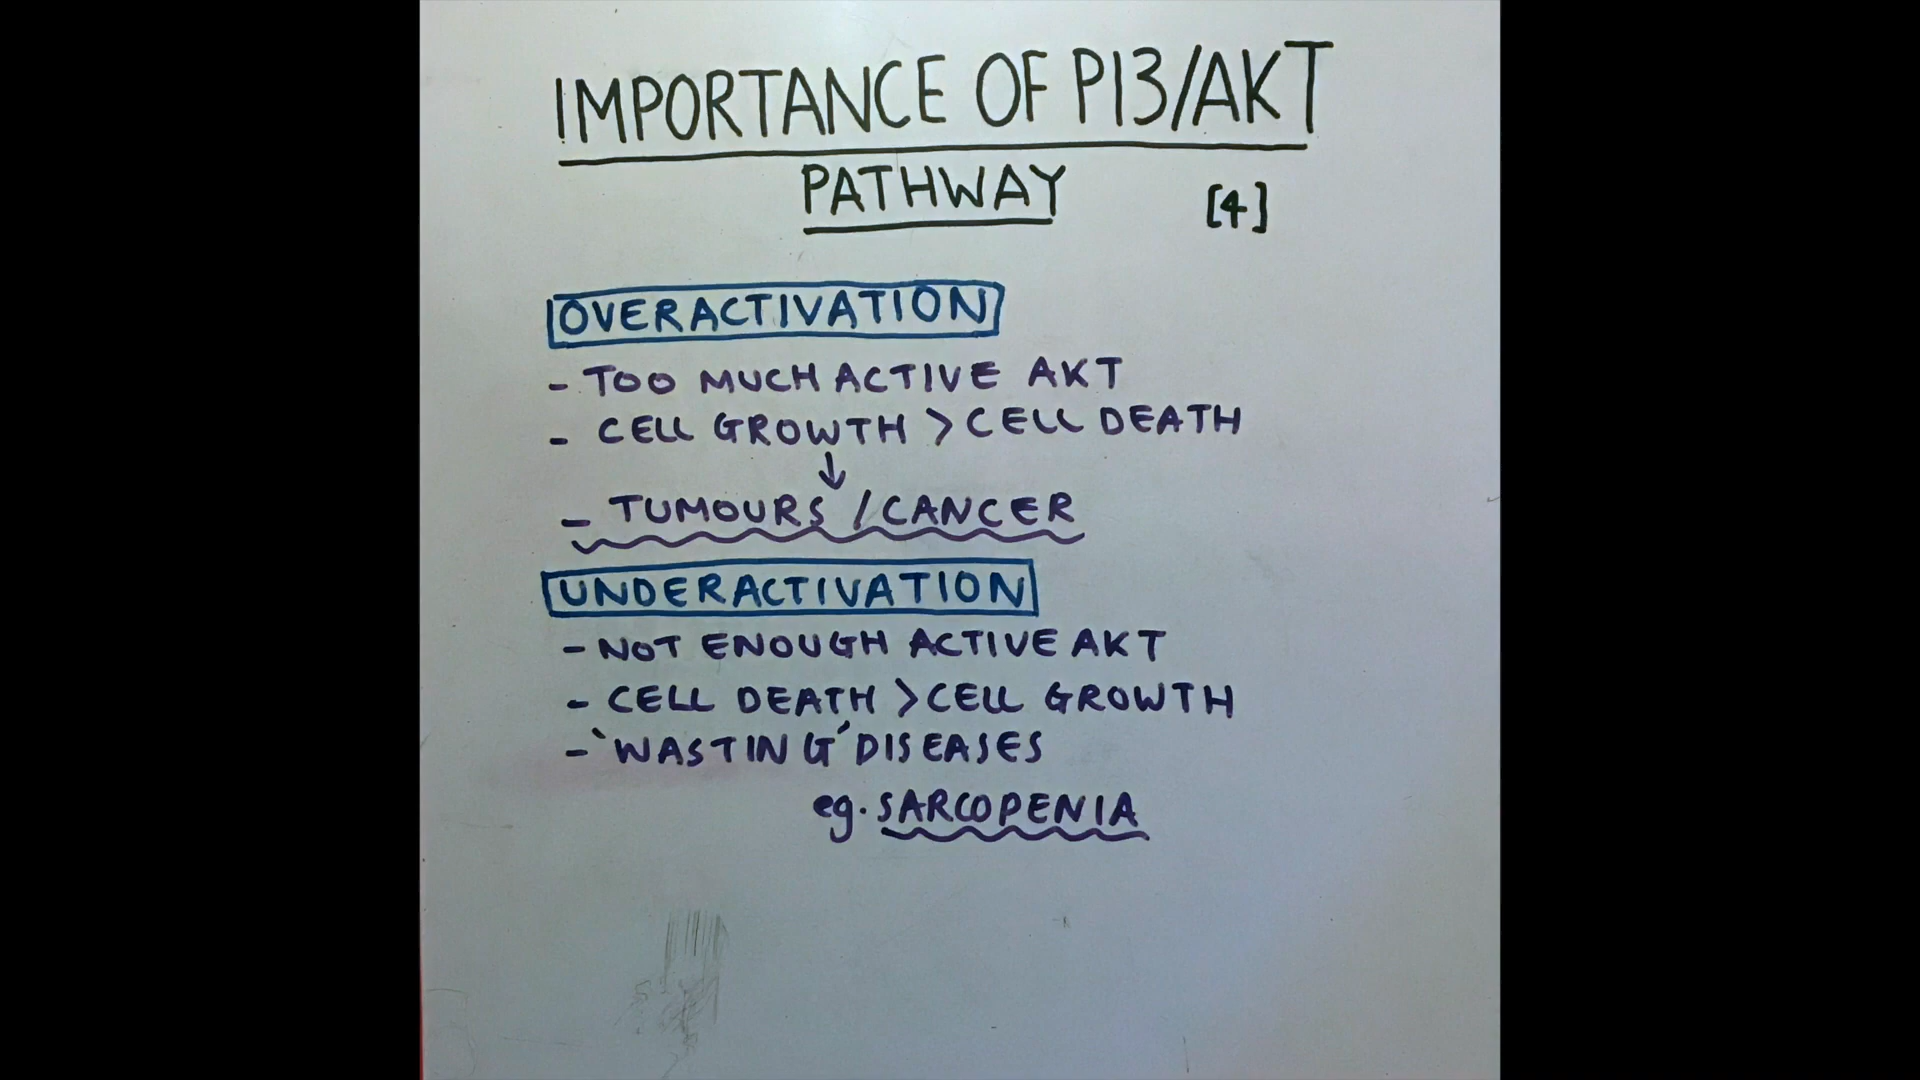 IMPORTANCE OF PI3/AKT
PATHWAY [4]
OVERACTIVATION
- TOO MUCH ACTIVE AKT
- CELL GROWTH > CELL DEATH
↓
- TUMOURS / CANCER
UNDERACTIVATION
- NOT ENOUGH ACTIVE AKT
- CELL DEATH > CELL GROWTH
- 'WASTING' DISEASES
eg. SARCOPENIA